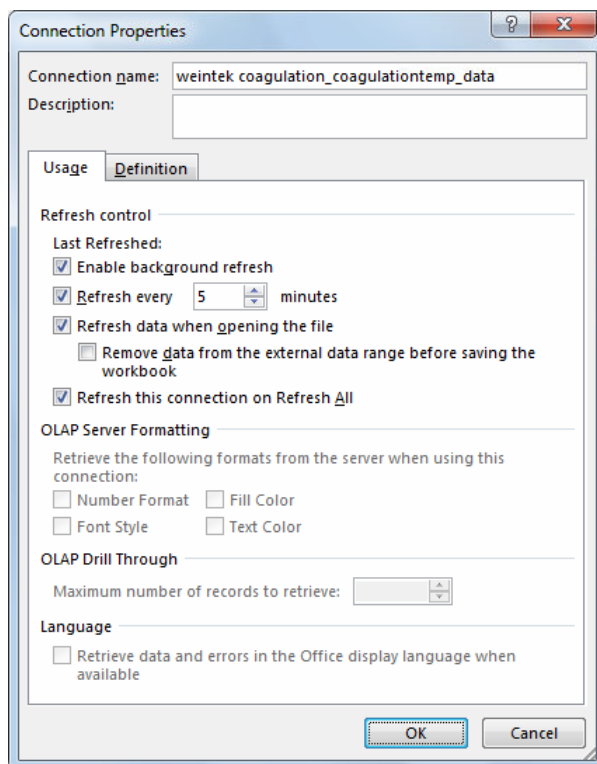 Connection Properties
?
Connection name: weintek coagulation_coagulationtemp_data
Description:
Usage Definition
Refresh control
Last Refreshed:
Enable background refresh
Refresh every 5 minutes
Refresh data when opening the file
Remove data from the external data range before saving the
workbook
Refresh this connection on Refresh All
OLAP Server Formatting
Retrieve the following formats from the server when using this
connection:
Number Format Fill Color
Font Style Text Color
OLAP Drill Through
Maximum number of records to retrieve:
Language
Retrieve data and errors in the Office display language when
available
OK Cancel